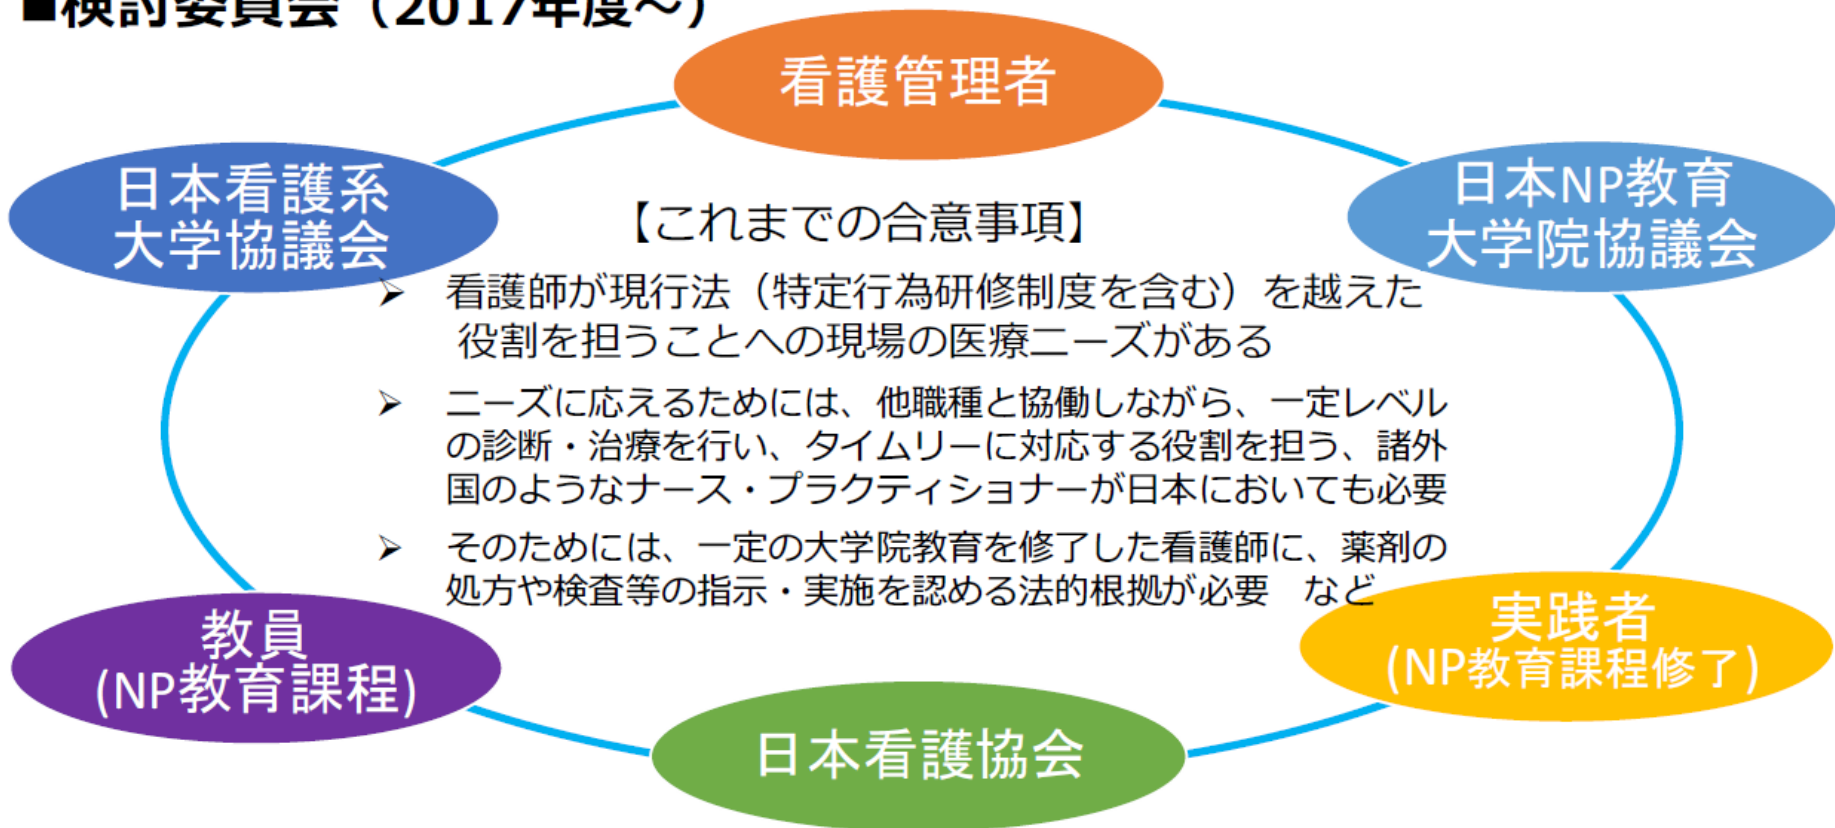 ■検討委員会（2017年度～）
看護管理者
日本看護系
大学協議会
日本NP教育
大学院協議会
【これまでの合意事項】
➢ 看護師が現行法（特定行為研修制度を含む）を越えた
役割を担うことへの現場の医療ニーズがある
➢ ニーズに応えるためには、他職種と協働しながら、一定レベル
の診断・治療を行い、タイムリーに対応する役割を担う、諸外
国のようなナース・プラクティショナーが日本においても必要
➢ そのためには、一定の大学院教育を修了した看護師に、薬剤の
処方や検査等の指示・実施を認める法的根拠が必要　など
教員
(NP教育課程)
実践者
(NP教育課程修了)
日本看護協会